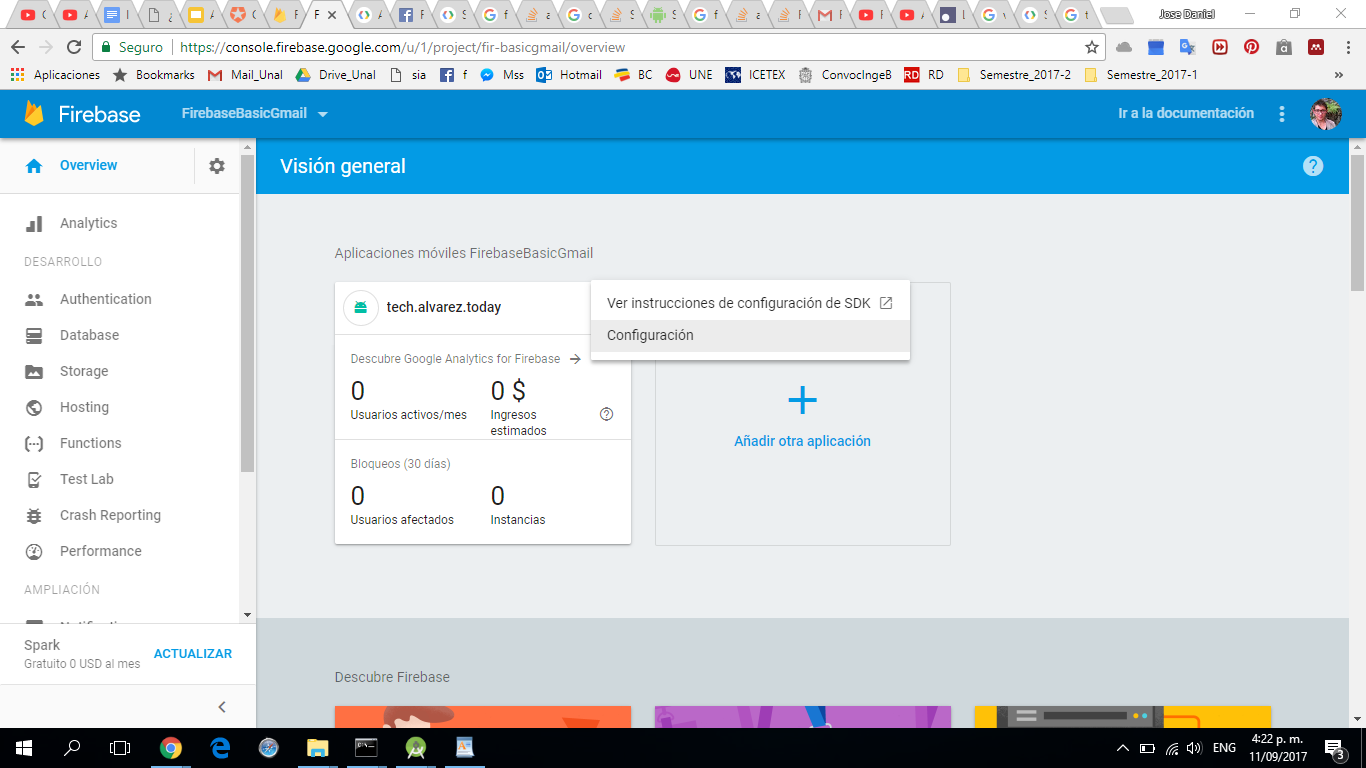 Jose Daniel
Seguro
https://console.firebase.google.com/u/1/project/fir-basicgmail/overview
Aplicaciones
Bookmarks
Mail_Unal
Drive_Unal
sia
f
Mss
Hotmail
BC
UNE
ICETEX
ConvocIngeB
RD
Semestre_2017-2
Semestre_2017-1
Firebase
FirebaseBasicGmail
Ir a la documentación
Overview
Visión general
Analytics
DESARROLLO
Authentication
Database
Storage
Hosting
Functions
Test Lab
Crash Reporting
Performance
AMPLIACIÓN
Spark
Gratuito 0 USD al mes
ACTUALIZAR
Aplicaciones móviles FirebaseBasicGmail
tech.alvarez.today
Ver instrucciones de configuración de SDK
Configuración
Descubre Google Analytics for Firebase
0
Usuarios activos/mes
0 $
Ingresos
estimados
Bloqueos (30 días)
0
Usuarios afectados
0
Instancias
Añadir otra aplicación
Descubre Firebase
ENG
4:22 p. m.
11/09/2017
3